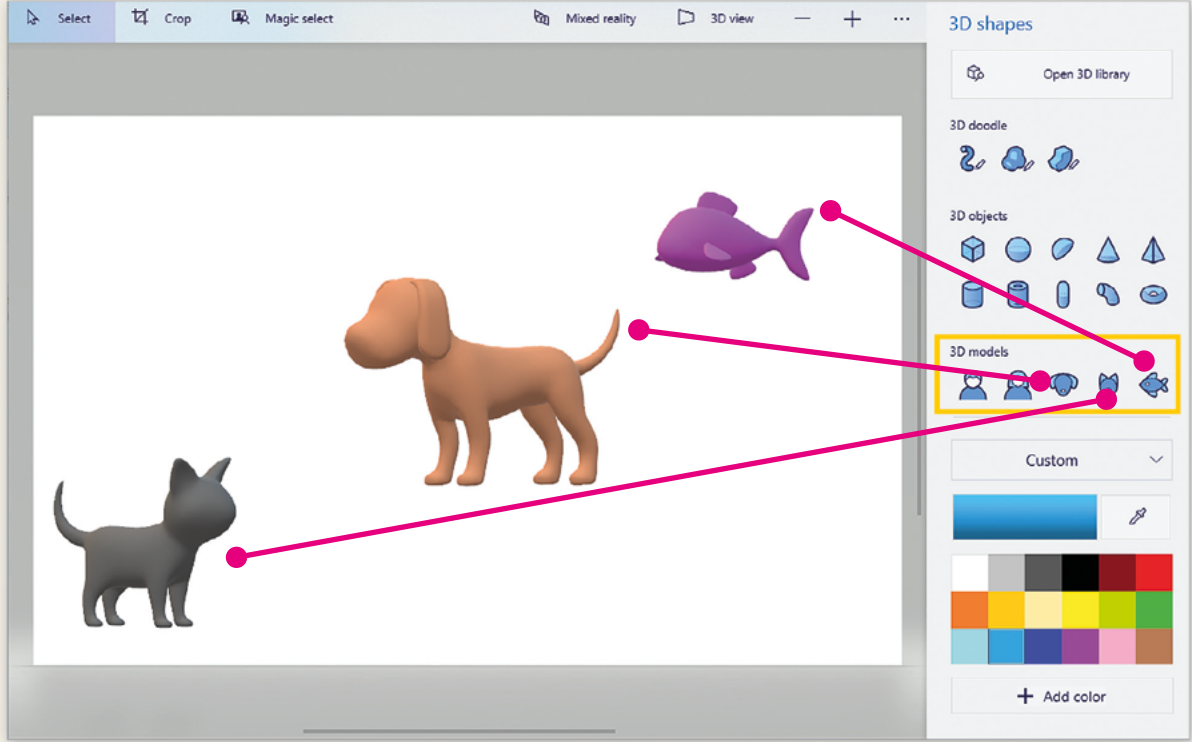 Select
Crop
Magic select
Mixed reality
3D view
3D shapes
Open 3D library
3D doodle
3D objects
3D models
Custom
Add color